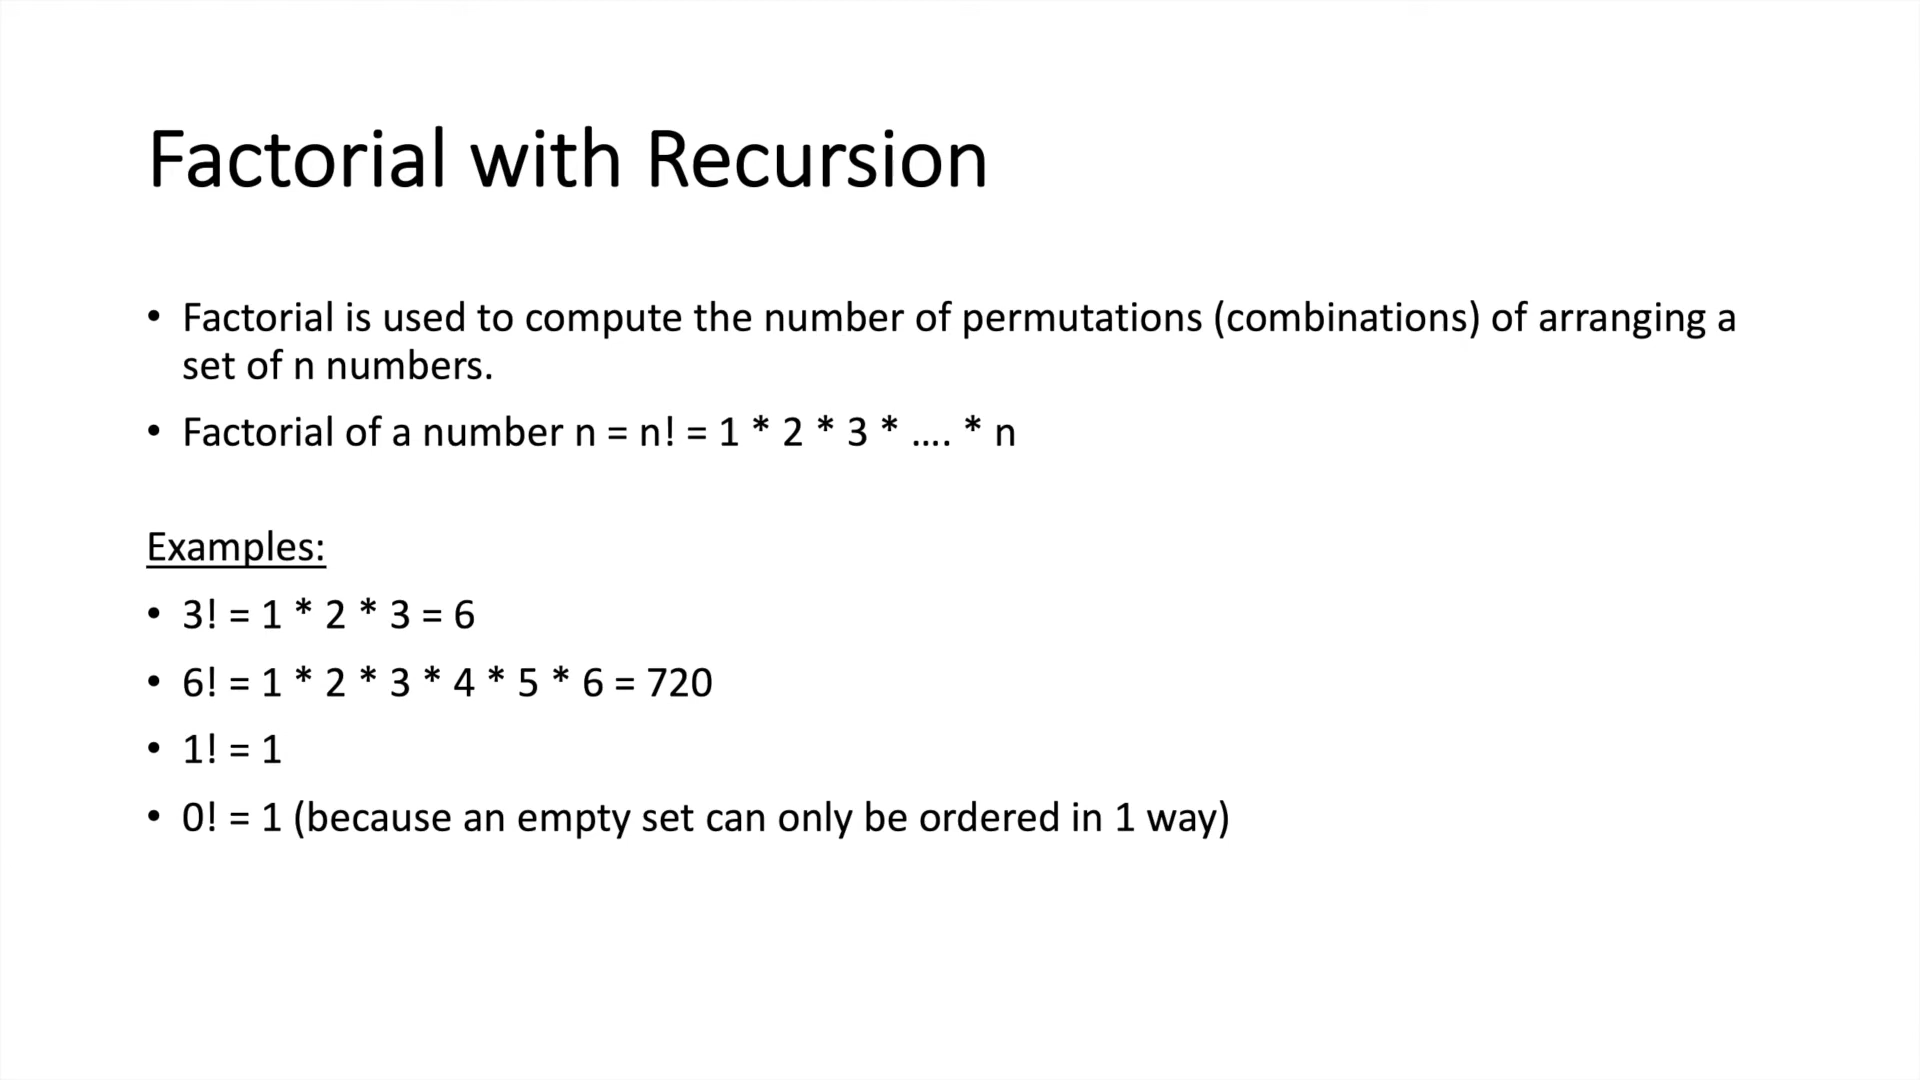 Factorial with Recursion
• Factorial is used to compute the number of permutations (combinations) of arranging a
set of n numbers.
• Factorial of a number n = n! = 1 * 2 * 3 * .... * n
Examples:
• 3! = 1 * 2 * 3 = 6
• 6! = 1 * 2 * 3 * 4 * 5 * 6 = 720
• 1! = 1
• 0! = 1 (because an empty set can only be ordered in 1 way)